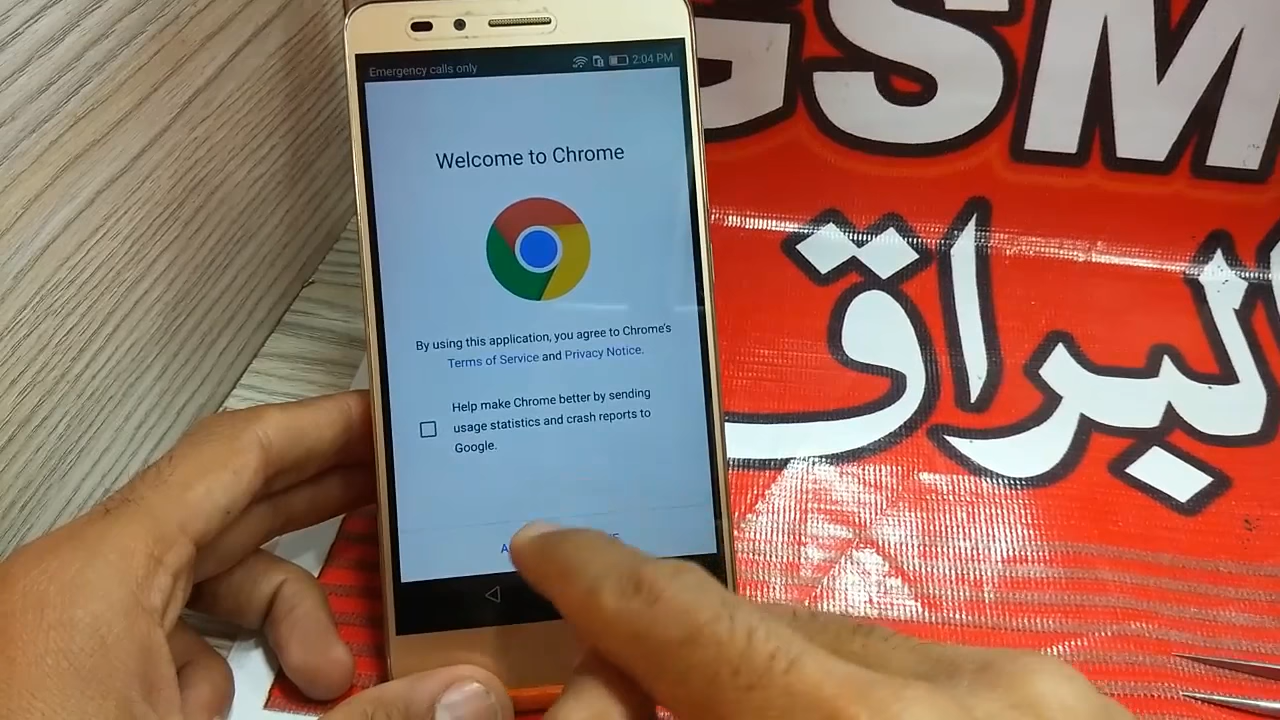 Emergency calls only
2:04 PM
Welcome to Chrome
By using this application, you agree to Chrome's
Terms of Service and Privacy Notice.
Help make Chrome better by sending
usage statistics and crash reports to
Google.
GSM
البراق